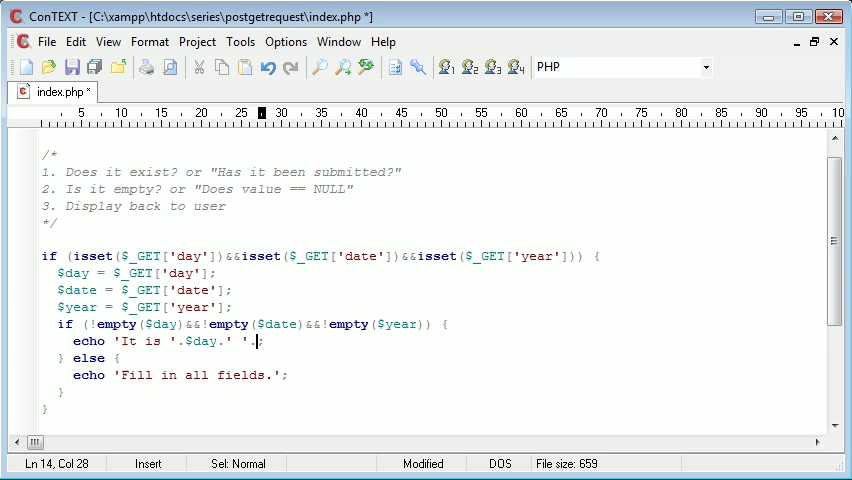 ConTEXT - [C:\xampp\htdocs\series\postgetrequest\index.php *]
File Edit View Format Project Tools Options Window Help
1 2 3 4 PHP
index.php *
5 10 15 20 25 30 35 40 45 50 55 60 65 70 75 80 85 90 95 10
/*
1. Does it exist? or "Has it been submitted?"
2. Is it empty? or "Does value == NULL"
3. Display back to user
*/
if (isset($_GET['day'])&&isset($_GET['date'])&&isset($_GET['year'])) {
$day = $_GET['day'];
$date = $_GET['date'];
$year = $_GET['year'];
if (!empty($day)&&!empty($date)&&!empty($year)) {
echo 'It is '.$day.' '.;
} else {
echo 'Fill in all fields.';
}
}
Ln 14, Col 28 Insert Sel: Normal Modified DOS File size: 659